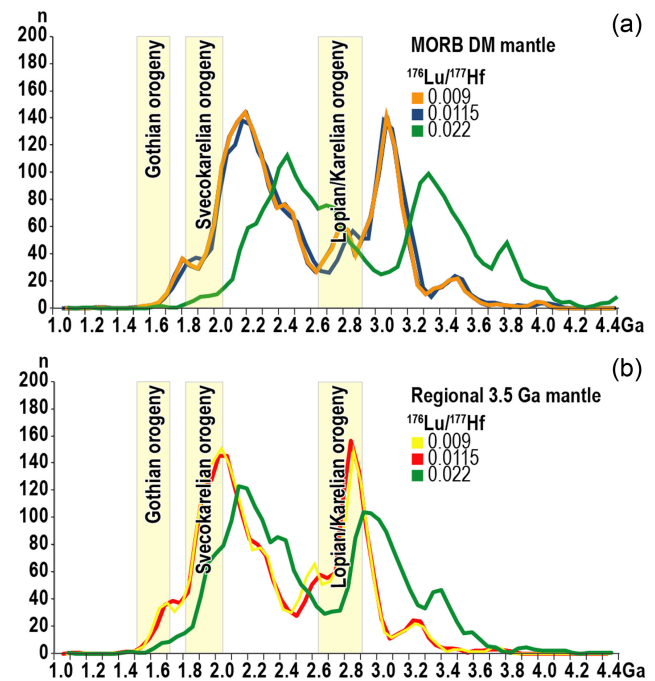 (a)
n
200
180
160
140
120
100
80
60
40
20
0
Gothian orogeny
Svecokarelian orogeny
Lopian/Karelian orogeny
MORB DM mantle
¹⁷⁶Lu/¹⁷⁷Hf
0.009
0.0115
0.022
1.0 1.2 1.4 1.6 1.8 2.0 2.2 2.4 2.6 2.8 3.0 3.2 3.4 3.6 3.8 4.0 4.2 4.4Ga
(b)
n
200
180
160
140
120
100
80
60
40
20
0
Gothian orogeny
Svecokarelian orogeny
Lopian/Karelian orogeny
Regional 3.5 Ga mantle
¹⁷⁶Lu/¹⁷⁷Hf
0.009
0.0115
0.022
1.0 1.2 1.4 1.6 1.8 2.0 2.2 2.4 2.6 2.8 3.0 3.2 3.4 3.6 3.8 4.0 4.2 4.4Ga